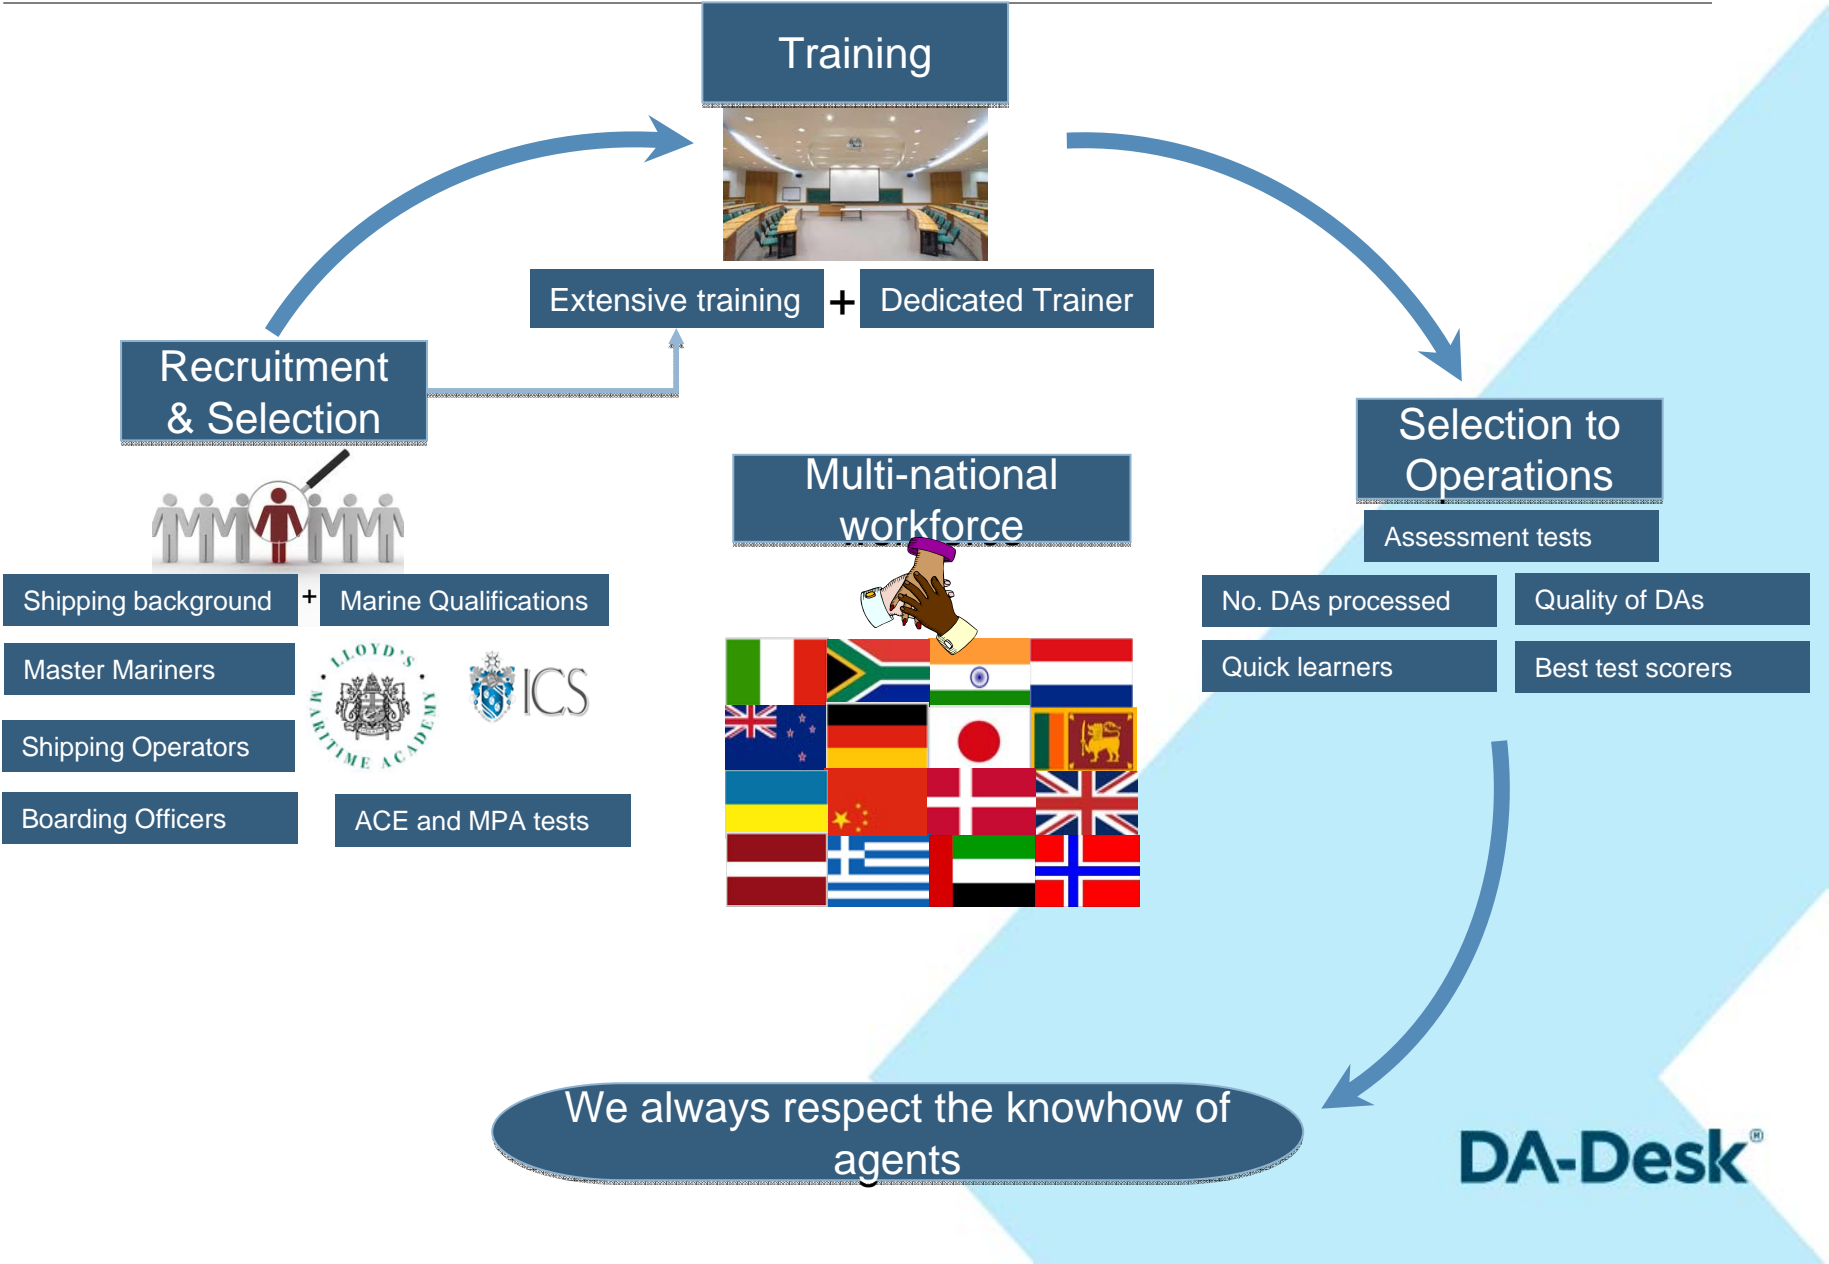 Training
Extensive training + Dedicated Trainer
Recruitment
& Selection
Shipping background + Marine Qualifications
Master Mariners
Shipping Operators
Boarding Officers
LLOYD'S
MARITIME ACADEMY
ICS
ACE and MPA tests
Multi-national
workforce
Selection to
Operations
Assessment tests
No. DAs processed
Quality of DAs
Quick learners
Best test scorers
We always respect the knowhow of
agents
DA-Desk®